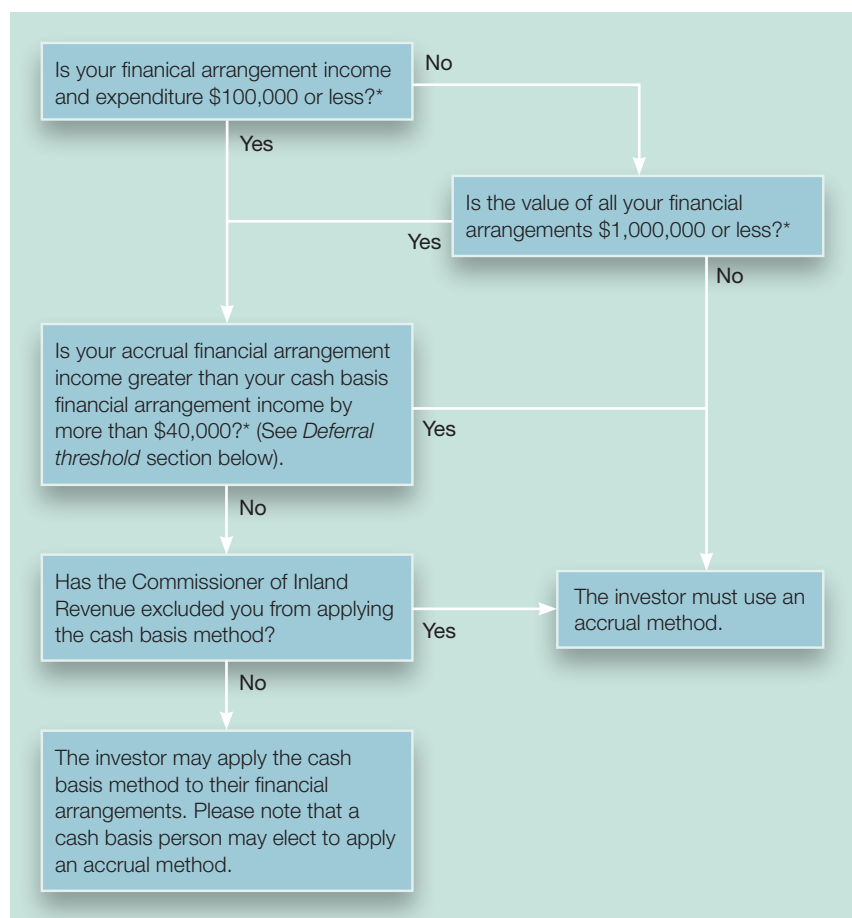 Is your finanical arrangement income
and expenditure $100,000 or less?*
No
Yes
Is the value of all your financial
arrangements $1,000,000 or less?*
Yes
No
Is your accrual financial arrangement
income greater than your cash basis
financial arrangement income by
more than $40,000?* (See Deferral
threshold section below).
Yes
No
Has the Commissioner of Inland
Revenue excluded you from applying
the cash basis method?
Yes
The investor must use an
accrual method.
No
The investor may apply the cash
basis method to their financial
arrangements. Please note that a
cash basis person may elect to apply
an accrual method.